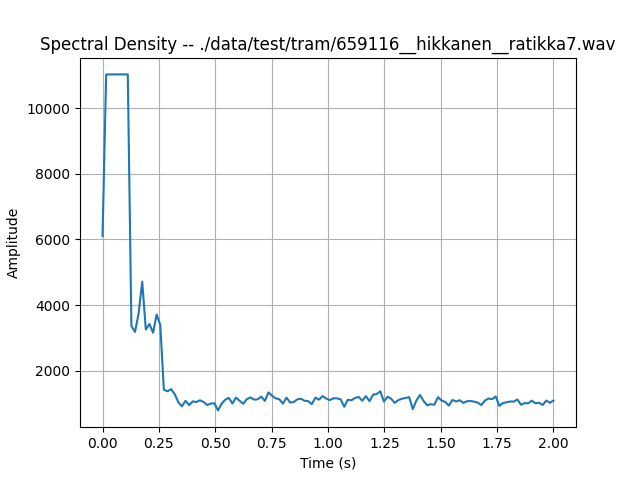 Spectral Density -- ./data/test/tram/659116__hikkanen__ratikka7.wav
10000
8000
6000
4000
2000
Amplitude
0.00 0.25 0.50 0.75 1.00 1.25 1.50 1.75 2.00
Time (s)